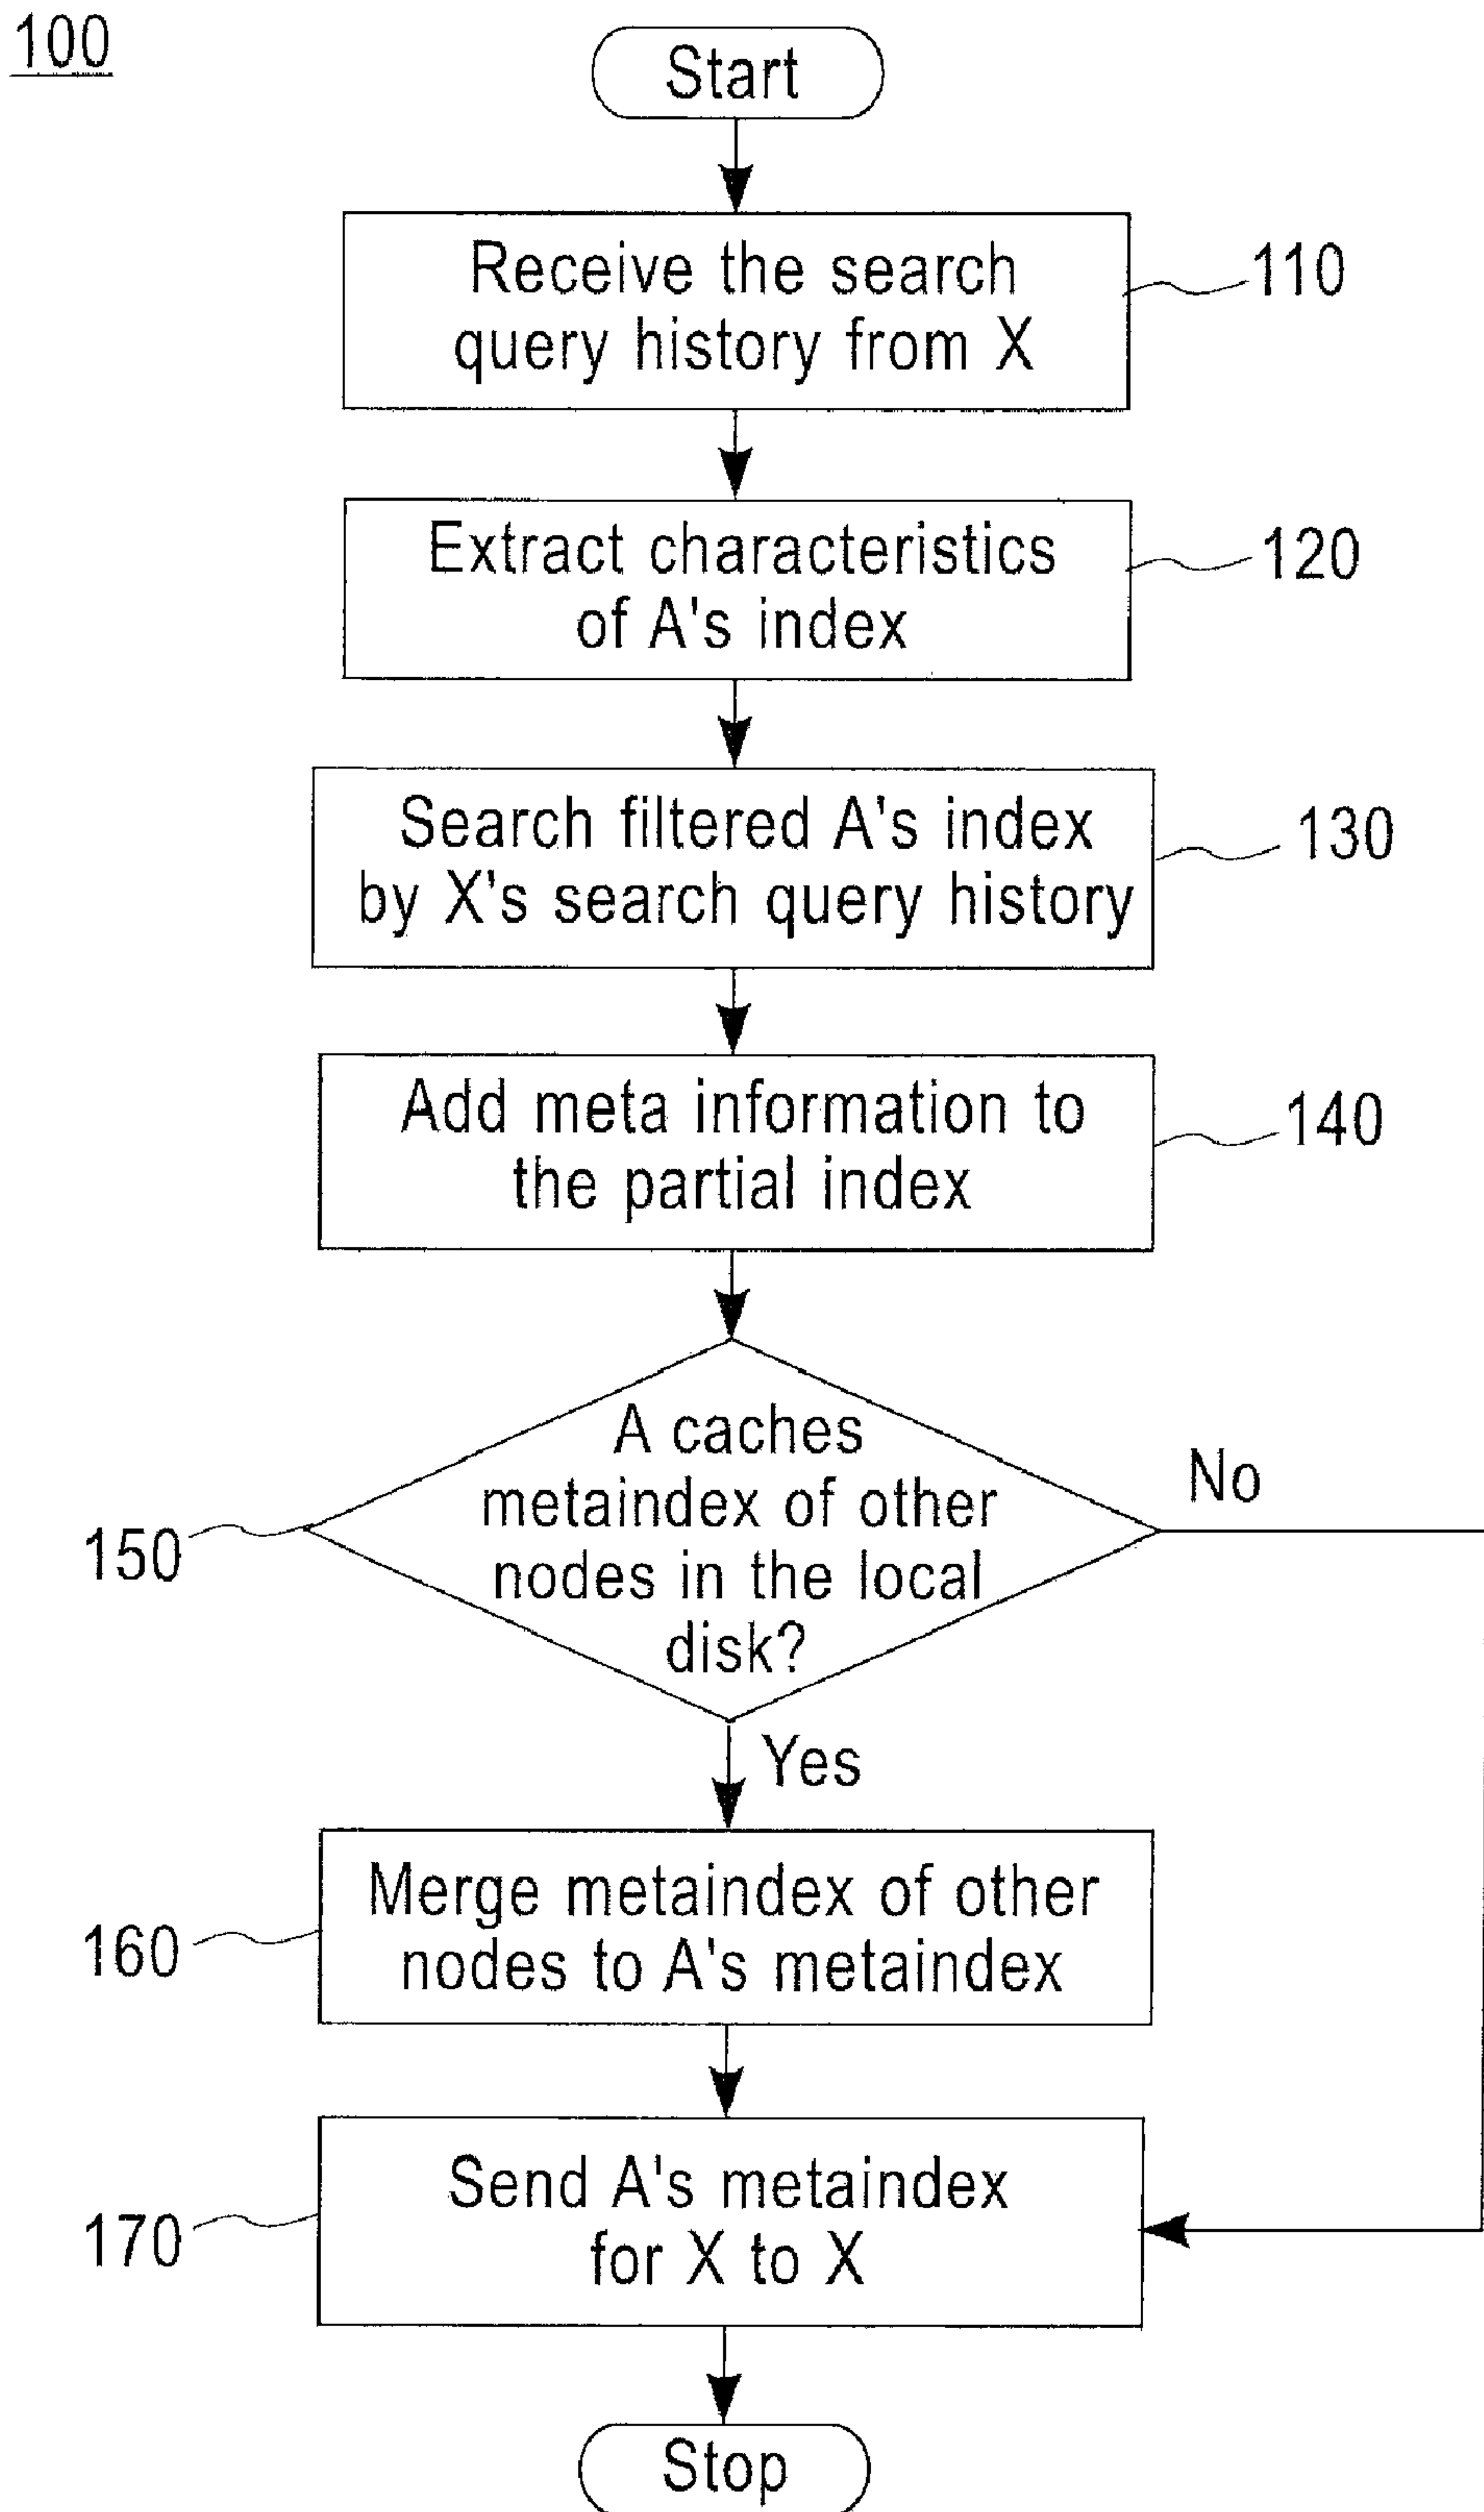 100
Start
Receive the search
query history from X
110
Extract characteristics
of A's index
120
Search filtered A's index
by X's search query history
130
Add meta information to
the partial index
140
A caches
metaindex of other
nodes in the local
disk?
No
150
Yes
Merge metaindex of other
nodes to A's metaindex
160
Send A's metaindex
for X to X
170
Stop